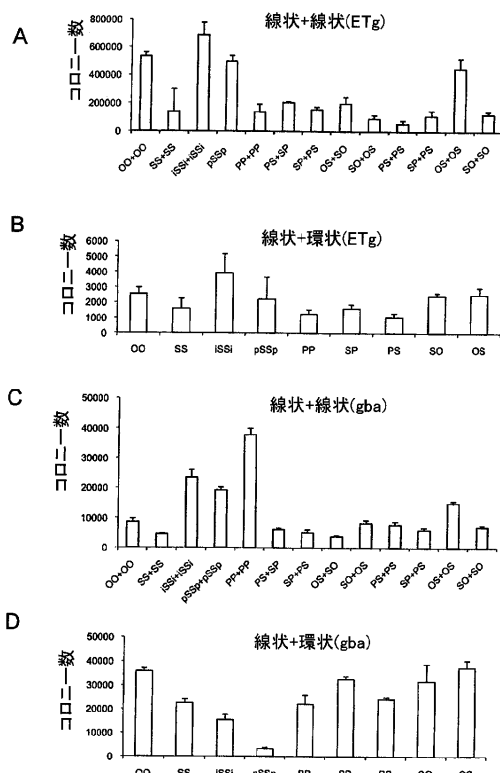 A
線状+線状(ETg)
コロニー数
800000
600000
400000
200000
0
OO+OO SS+SS iSSi+iSSi pSSp PP+PP PS+SP SP+PS OS+SO SO+OS PS+PS SP+PS OS+OS SO+SO
B
線状+環状(ETg)
コロニー数
6000
5000
4000
3000
2000
1000
0
OO SS iSSi pSSp PP SP PS SO OS
C
線状+線状(gba)
コロニー数
50000
40000
30000
20000
10000
0
OO+OO SS+SS iSSi+iSSi pSSp+pSSp PP+PP PS+SP SP+PS OS+SO SO+OS PS+PS SP+PS OS+OS SO+SO
D
線状+環状(gba)
コロニー数
50000
40000
30000
20000
10000
0
OO SS iSSi pSSp